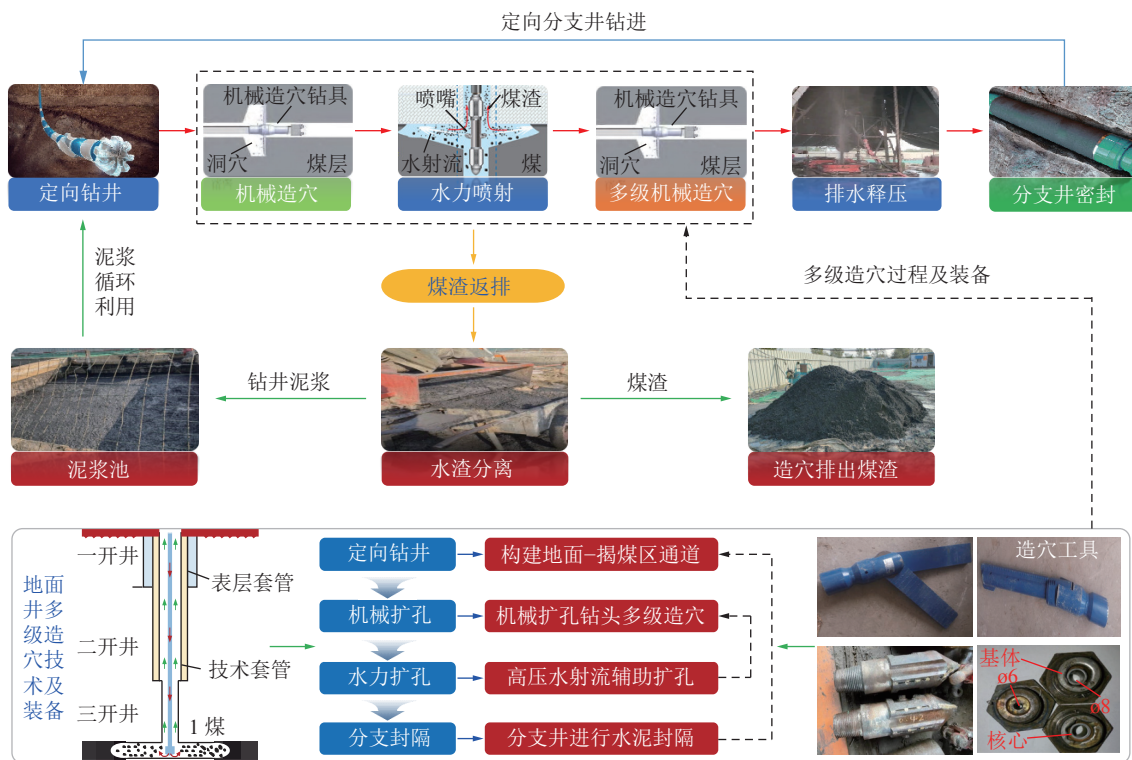 定向分支井钻进
机械造穴钻具
洞穴
煤层
喷嘴
煤渣
水射流
煤
机械造穴钻具
洞穴
煤层
定向钻井
机械造穴
水力喷射
多级机械造穴
排水释压
分支井密封
泥浆
循环
利用
煤渣返排
多级造穴过程及装备
钻井泥浆
煤渣
泥浆池
水渣分离
造穴排出煤渣
地面
井多
级造
穴技
术及
装备
一开井
表层套管
二开井
技术套管
三开井
1 煤
定向钻井
构建地面-揭煤区通道
机械扩孔
机械扩孔钻头多级造穴
水力扩孔
高压水射流辅助扩孔
分支封隔
分支井进行水泥封隔
造穴工具
基体
ø6
ø8
核心